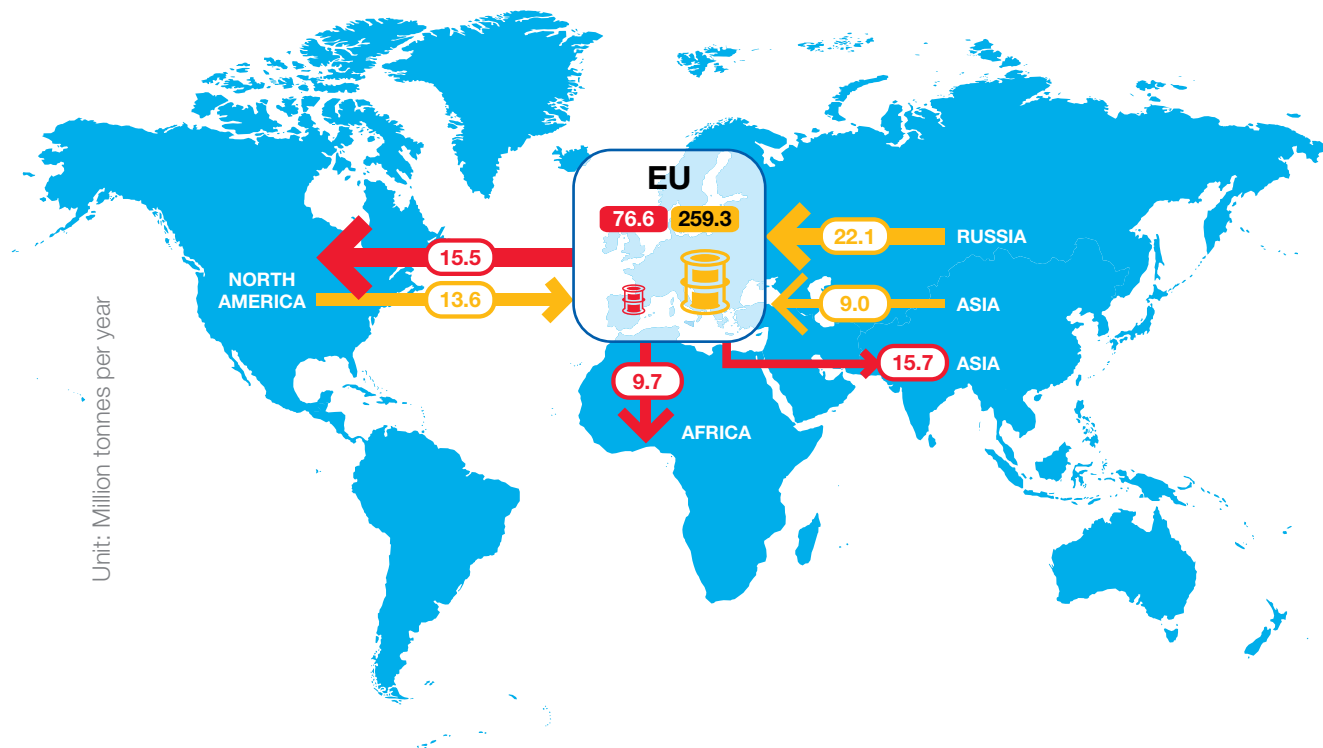 EU
76.6 259.3
22.1 RUSSIA
15.5
NORTH
AMERICA
13.6
9.0 ASIA
15.7 ASIA
9.7
AFRICA
Unit: Million tonnes per year